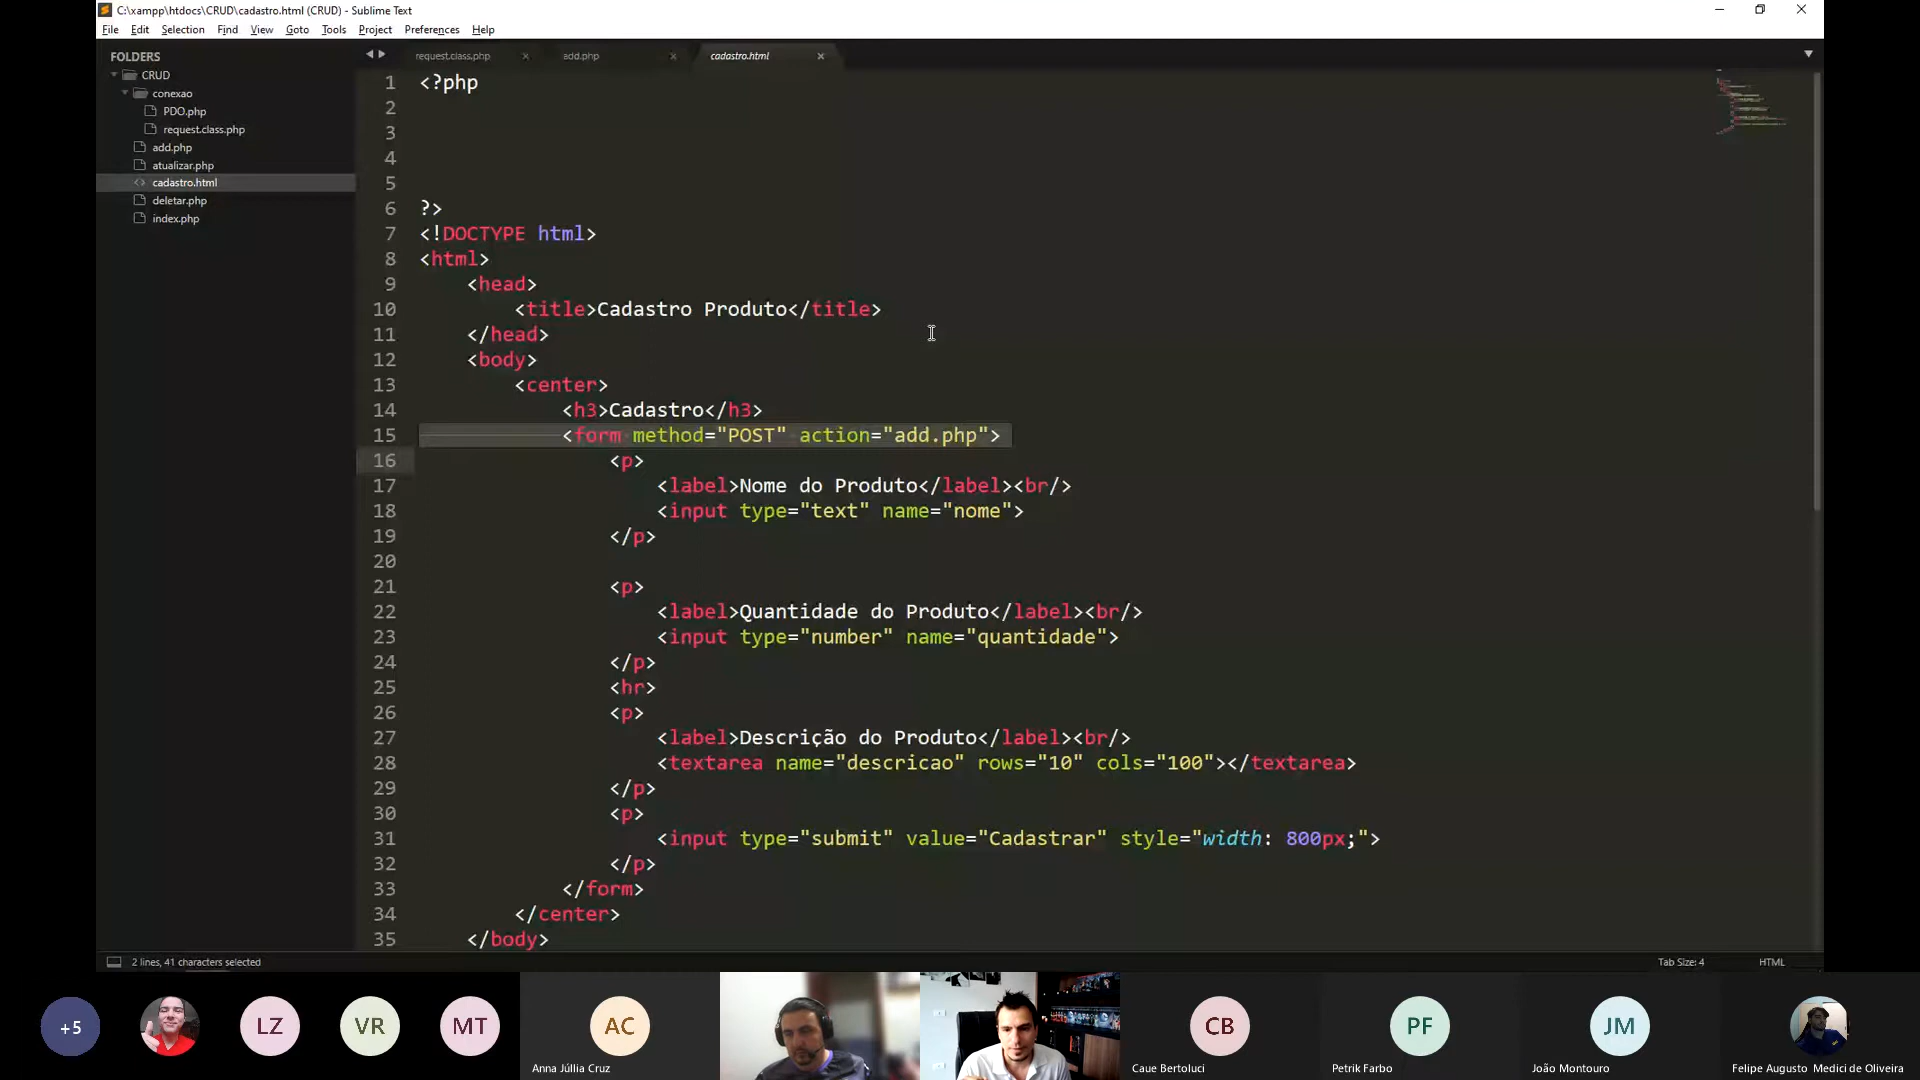 C:\xampp\htdocs\CRUD\cadastro.html (CRUD) - Sublime Text
File Edit Selection Find View Goto Tools Project Preferences Help
FOLDERS
CRUD
conexao
PDO.php
request.class.php
add.php
atualizar.php
cadastro.html
deletar.php
index.php
request.class.php add.php cadastro.html
1 <?php
2
3
4
5
6 ?>
7 <!DOCTYPE html>
8 <html>
9 <head>
10 <title>Cadastro Produto</title>
11 </head>
12 <body>
13 <center>
14 <h3>Cadastro</h3>
15 <form method="POST" action="add.php">
16 <p>
17 <label>Nome do Produto</label><br/>
18 <input type="text" name="nome">
19 </p>
20
21 <p>
22 <label>Quantidade do Produto</label><br/>
23 <input type="number" name="quantidade">
24 </p>
25 <hr>
26 <p>
27 <label>Descrição do Produto</label><br/>
28 <textarea name="descricao" rows="10" cols="100"></textarea>
29 </p>
30 <p>
31 <input type="submit" value="Cadastrar" style="width: 800px;">
32 </p>
33 </form>
34 </center>
35 </body>
2 lines, 41 characters selected Tab Size: 4 HTML
+5 LZ VR MT AC CB PF JM
Anna Júllia Cruz Caue Bertoluci Petrik Farbo João Montouro Felipe Augusto Medici de Oliveira